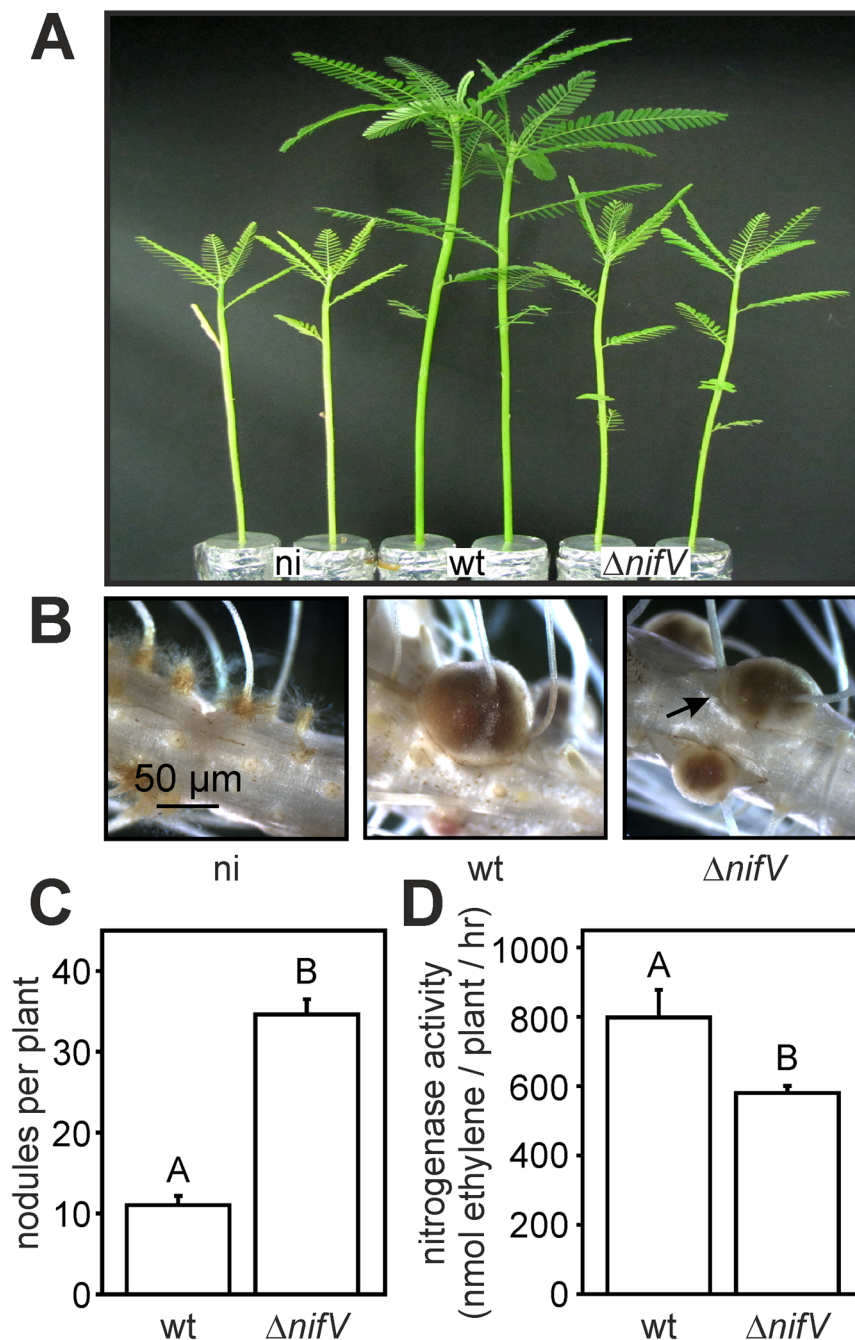 A
ni
wt
ΔnifV
B
50 µm
ni
wt
ΔnifV
C
nodules per plant
40
30
20
10
0
A
B
wt
ΔnifV
D
nitrogenase activity
(nmol ethylene / plant / hr)
1000
800
600
400
200
0
A
B
wt
ΔnifV